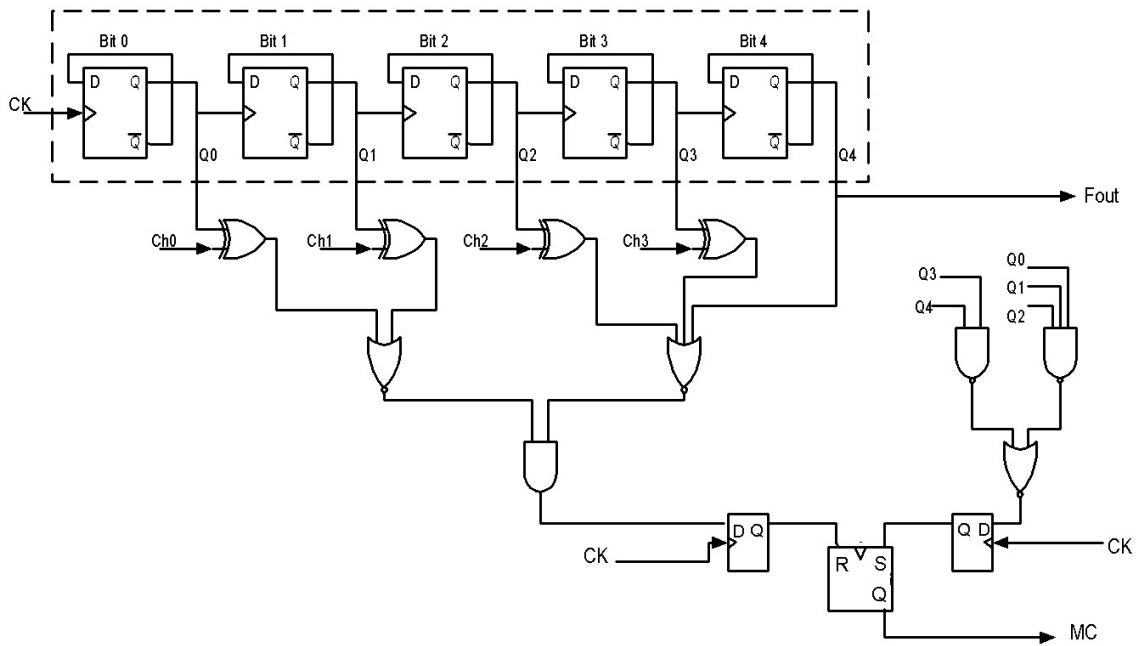 Bit 0 Bit 1 Bit 2 Bit 3 Bit 4
D Q D Q D Q D Q D Q
CK
Q̅ Q̅ Q̅ Q̅ Q̅
Q0 Q1 Q2 Q3 Q4
Fout
Ch0 Ch1 Ch2 Ch3
Q0
Q3
Q1
Q4
Q2
D Q
Q D
CK
CK
R S
Q
MC